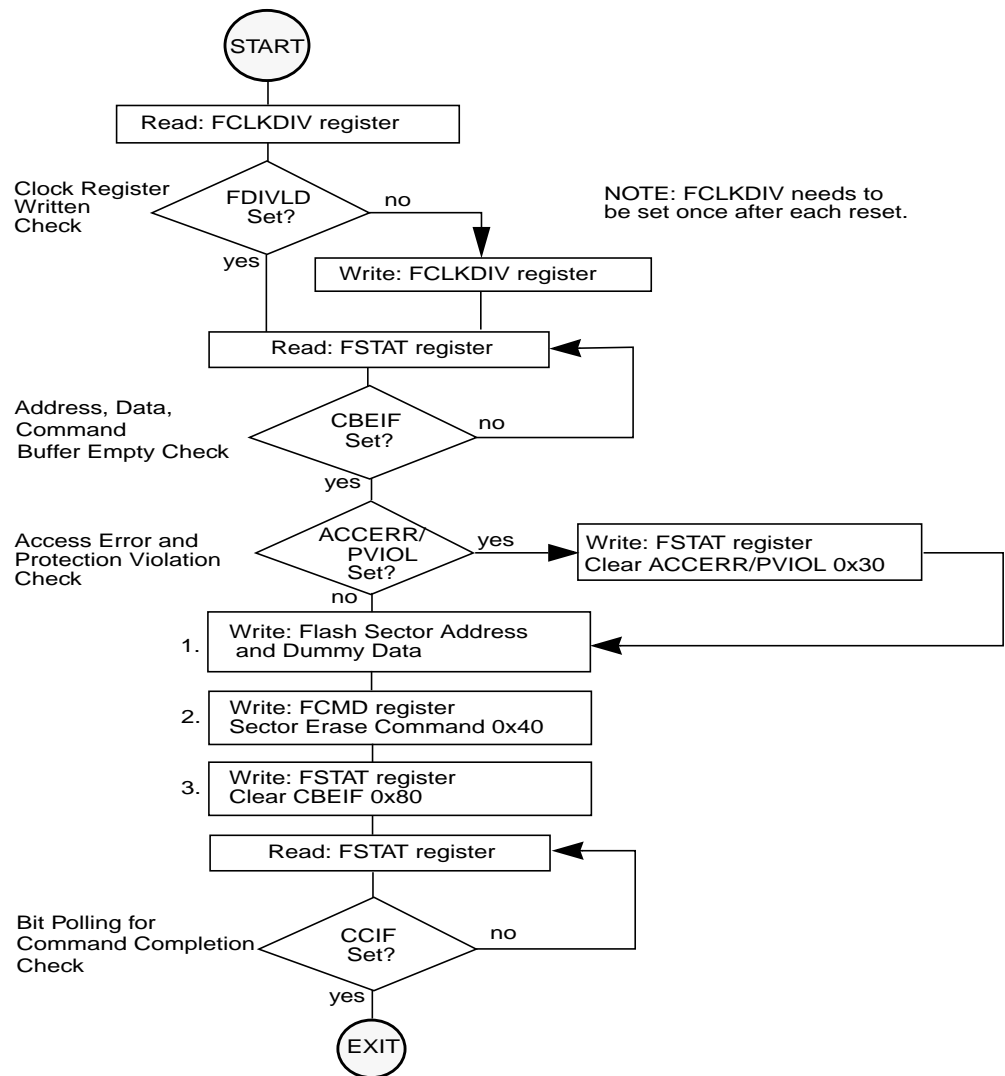 START
Read: FCLKDIV register
Clock Register
Written
Check
FDIVLD
Set?
no
yes
NOTE: FCLKDIV needs to
be set once after each reset.
Write: FCLKDIV register
Read: FSTAT register
Address, Data,
Command
Buffer Empty Check
CBEIF
Set?
no
yes
Access Error and
Protection Violation
Check
ACCERR/
PVIOL
Set?
yes
no
Write: FSTAT register
Clear ACCERR/PVIOL 0x30
1.
Write: Flash Sector Address
and Dummy Data
2.
Write: FCMD register
Sector Erase Command 0x40
3.
Write: FSTAT register
Clear CBEIF 0x80
Read: FSTAT register
Bit Polling for
Command Completion
Check
CCIF
Set?
no
yes
EXIT